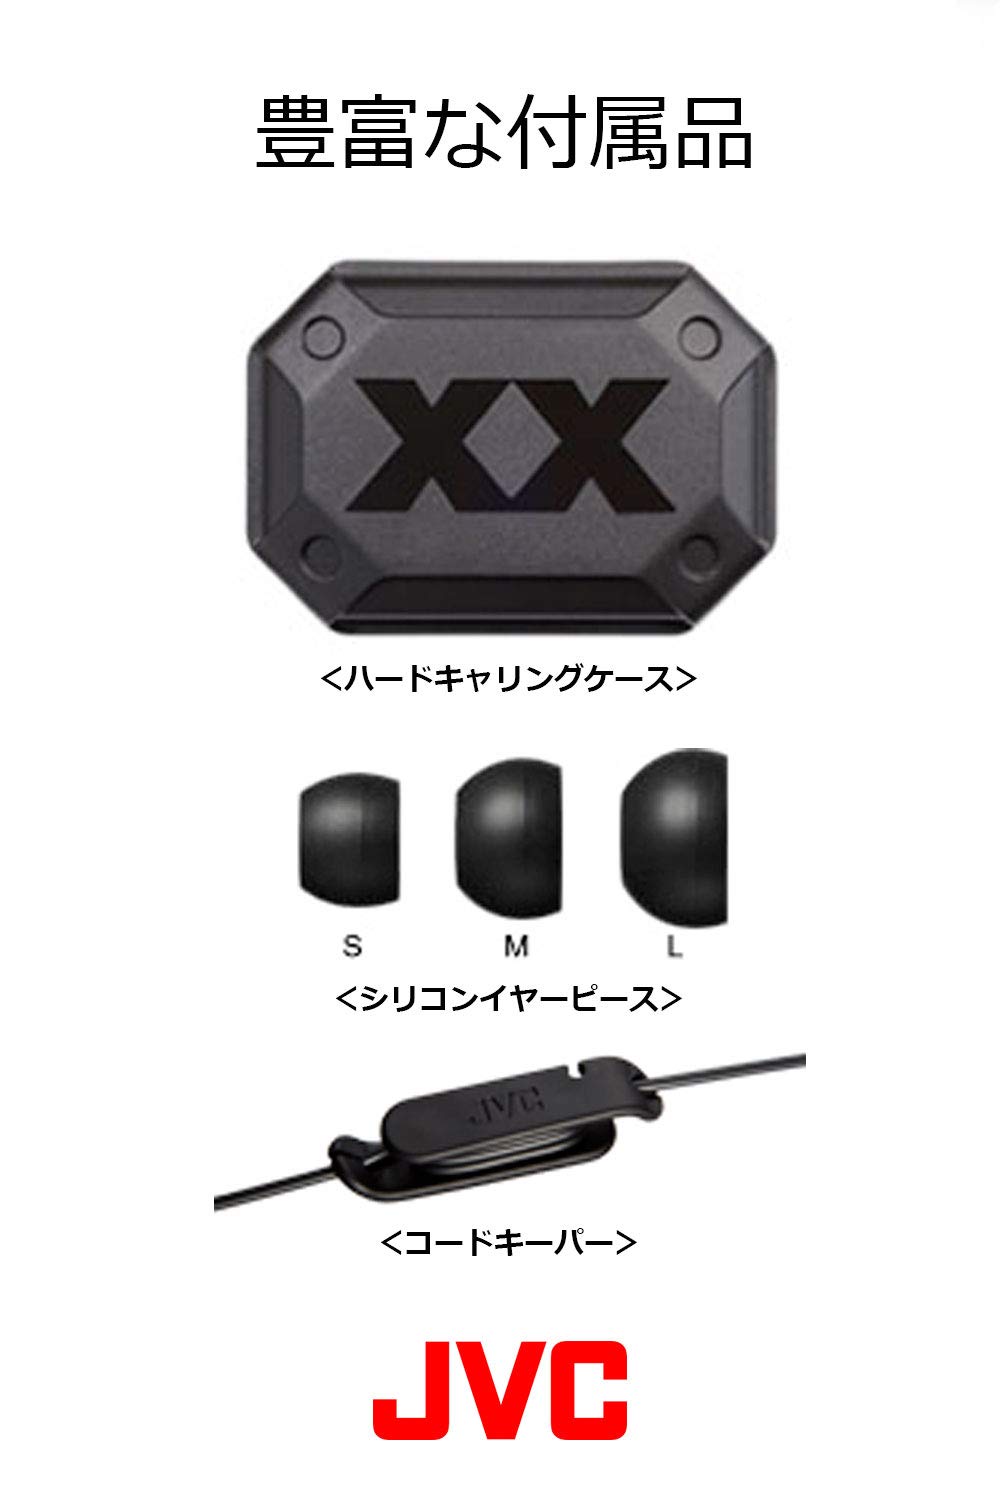 豊富な付属品
XX
<ハードキャリングケース>
S M L
<シリコンイヤーピース>
JVC
<コードキーパー>
JVC